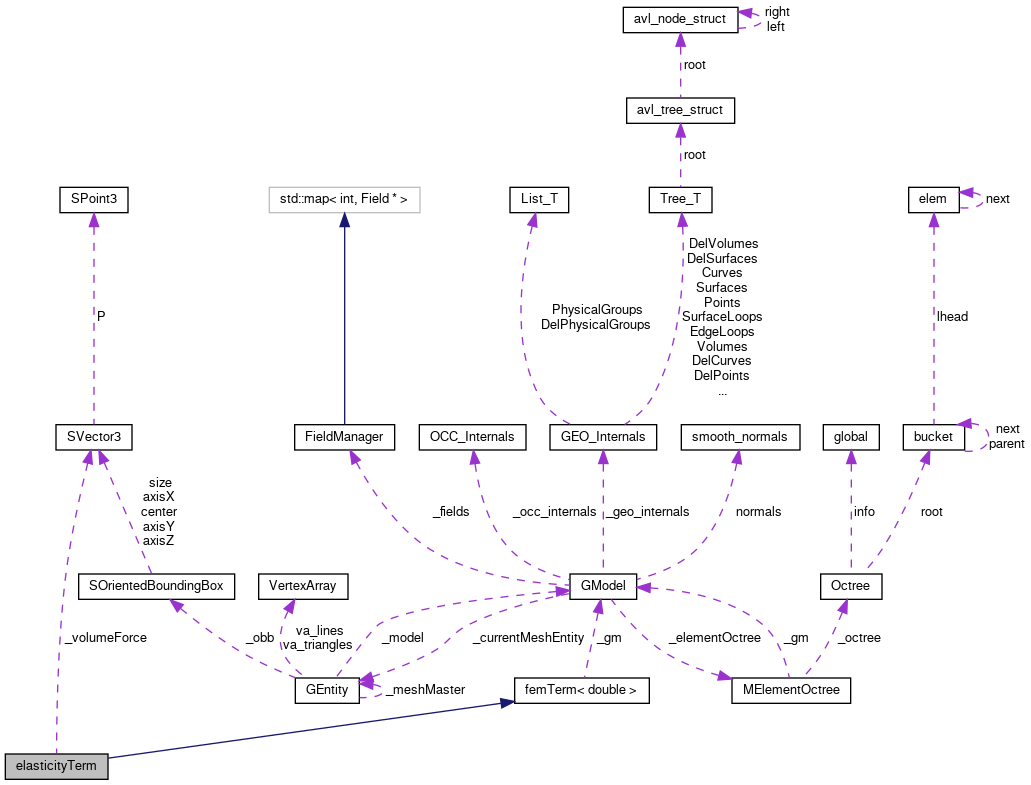 avl_node_struct
right
left
root
avl_tree_struct
root
SPoint3
std::map< int, Field * >
List_T
Tree_T
elem
next
P
PhysicalGroups
DelPhysicalGroups
DelVolumes
DelSurfaces
Curves
Surfaces
Points
SurfaceLoops
EdgeLoops
Volumes
DelCurves
DelPoints
...
lhead
SVector3
FieldManager
OCC_Internals
GEO_Internals
smooth_normals
global
bucket
next
parent
size
axisX
center
axisY
axisZ
_fields
_occ_internals
_geo_internals
normals
info
root
SOrientedBoundingBox
VertexArray
GModel
Octree
_volumeForce
_obb
va_lines
va_triangles
_model
_currentMeshEntity
_gm
_elementOctree
_gm
_octree
GEntity
_meshMaster
femTerm< double >
MElementOctree
elasticityTerm